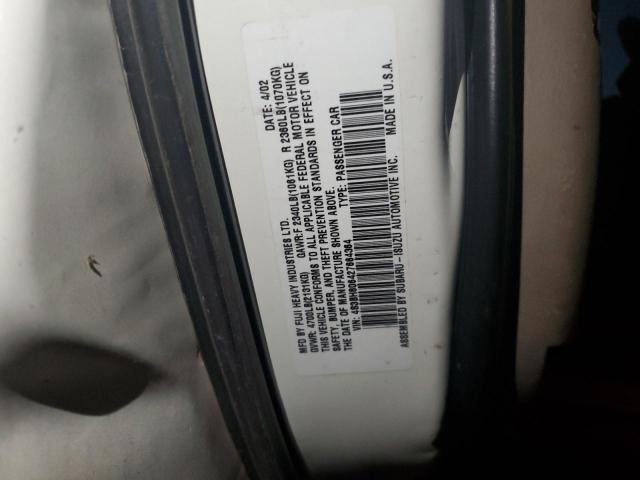 MFD BY FUJI HEAVY INDUSTRIES LTD. DATE: 4/02
GVWR: 4700LB(2131KG) GAWR:F 2340LB(1061KG) R 2360LB(1070KG)
THIS VEHICLE CONFORMS TO ALL APPLICABLE FEDERAL MOTOR VEHICLE
SAFETY, BUMPER, AND THEFT PREVENTION STANDARDS IN EFFECT ON
THE DATE OF MANUFACTURE SHOWN ABOVE.
VIN: 4S3BH806427664384 TYPE: PASSENGER CAR
ASSEMBLED BY SUBARU-ISUZU AUTOMOTIVE INC. MADE IN U.S.A.